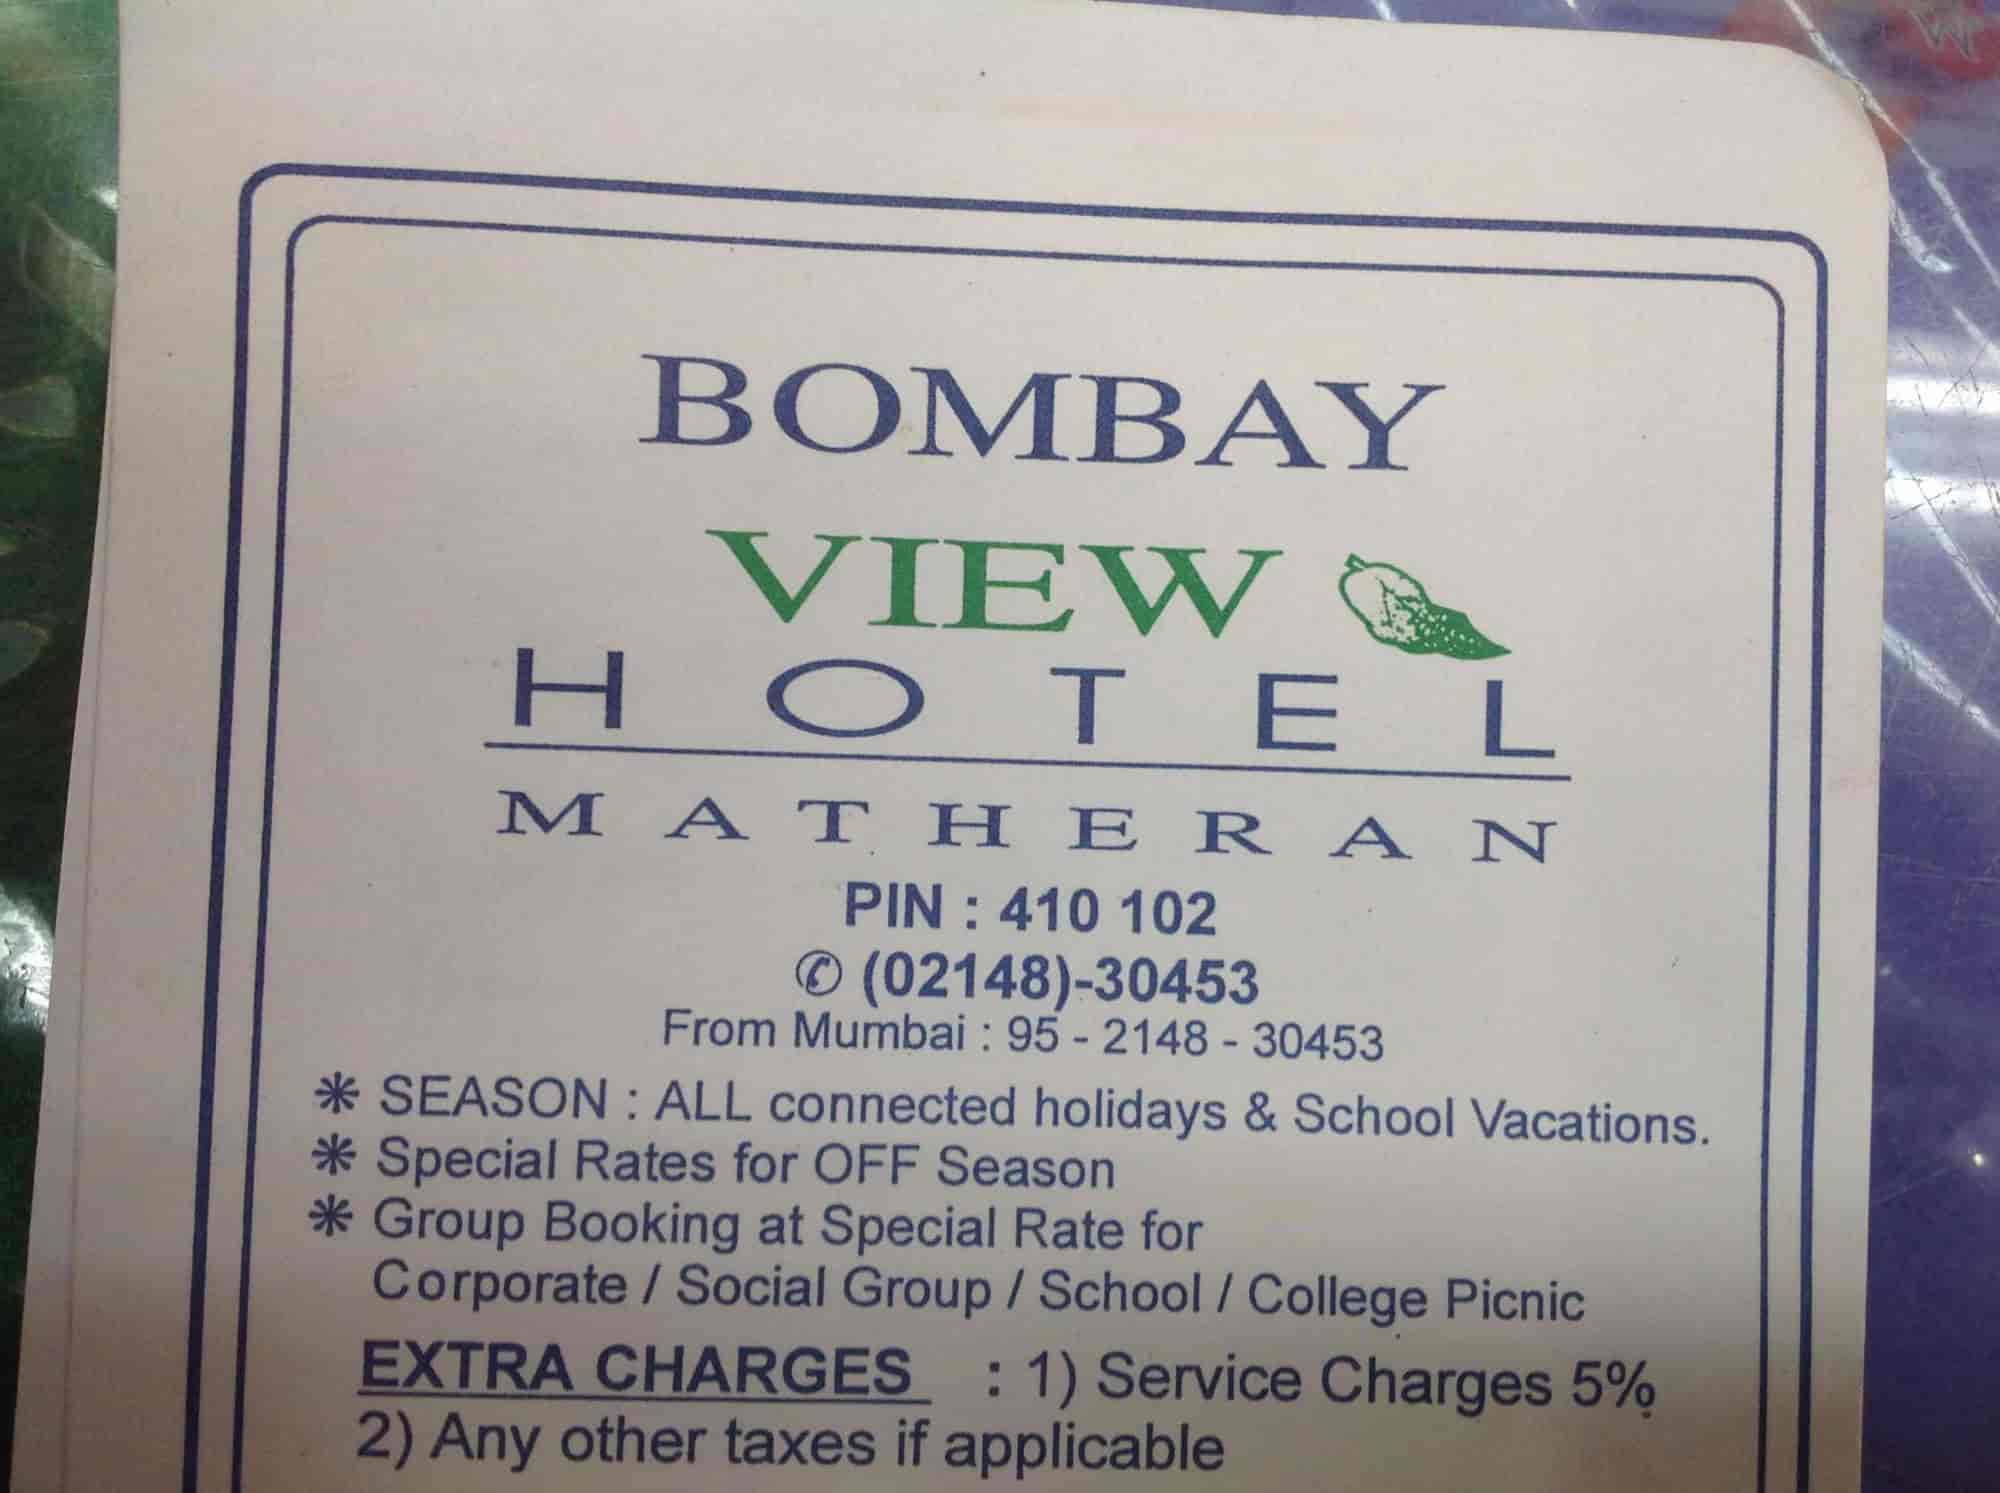 BOMBAY
VIEW
HOTEL
MATHERAN
PIN : 410 102
✆ (02148)-30453
From Mumbai : 95 - 2148 - 30453
* SEASON : ALL connected holidays & School Vacations.
* Special Rates for OFF Season
* Group Booking at Special Rate for
Corporate / Social Group / School / College Picnic
EXTRA CHARGES : 1) Service Charges 5%
2) Any other taxes if applicable